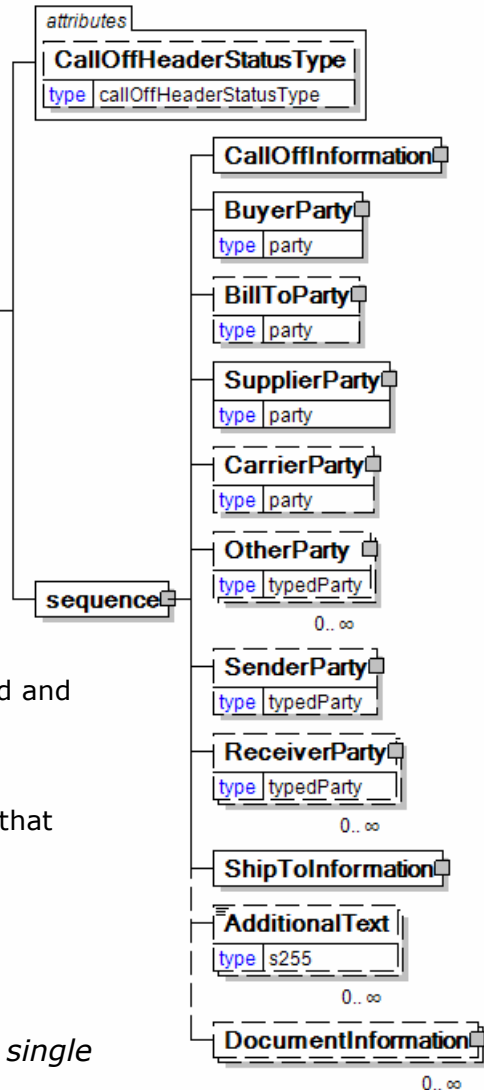 attributes
CallOffHeaderStatusType
type callOffHeaderStatusType
CallOffInformation
BuyerParty
type party
BillToParty
type party
SupplierParty
type party
CarrierParty
type party
OtherParty
type typedParty
0.. ∞
sequence
SenderParty
type typedParty
d and
ReceiverParty
type typedParty
0.. ∞
that
ShipToInformation
AdditionalText
type s255
0.. ∞
DocumentInformation
single
0.. ∞